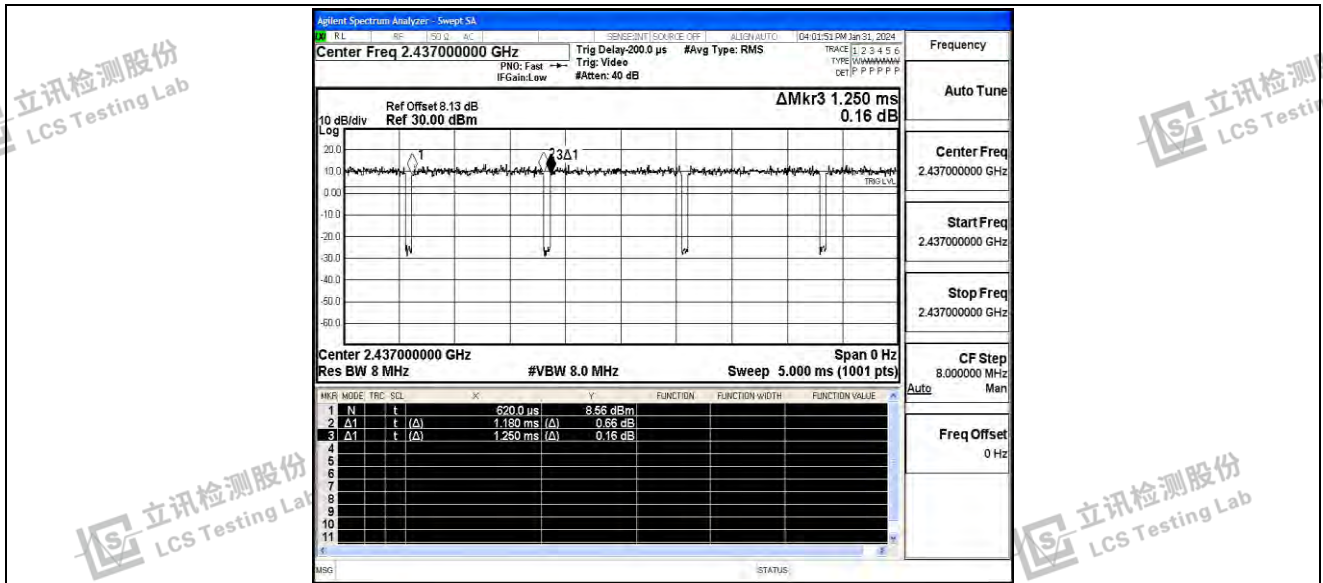 Agilent Spectrum Analyzer - Swept SA
RL RF 50 Ω AC SENSE:INT SOURCE OFF ALIGN AUTO 04:01:51 PM Jan 31, 2024
Center Freq 2.437000000 GHz
Trig Delay-200.0 µs #Avg Type: RMS
PNO: Fast Trig: Video
IFGain:Low #Atten: 40 dB
TRACE 1 2 3 4 5 6
TYPE WWWWWW
DET P P P P P P
ΔMkr3 1.250 ms
0.16 dB
Ref Offset 8.13 dB
10 dB/div Ref 30.00 dBm
Log
20.0
10.0
0.00
-10.0
-20.0
-30.0
-40.0
-50.0
-60.0
1
2 3Δ1
TRIG LVL
Center 2.437000000 GHz Span 0 Hz
Res BW 8 MHz #VBW 8.0 MHz Sweep 5.000 ms (1001 pts)
MKR MODE TRC SCL X Y FUNCTION FUNCTION WIDTH FUNCTION VALUE
1 N t 620.0 µs 8.56 dBm
2 Δ1 t (Δ) 1.180 ms (Δ) 0.66 dB
3 Δ1 t (Δ) 1.250 ms (Δ) 0.16 dB
4
5
6
7
8
9
10
11
MSG STATUS
Frequency
Auto Tune
Center Freq
2.437000000 GHz
Start Freq
2.437000000 GHz
Stop Freq
2.437000000 GHz
CF Step
8.000000 MHz
Auto Man
Freq Offset
0 Hz
立讯检测股份
LCS Testing Lab
立讯检测
LCS Testin
立讯检测股份
LCS Testing Lab
立讯检测股份
LCS Testing Lab